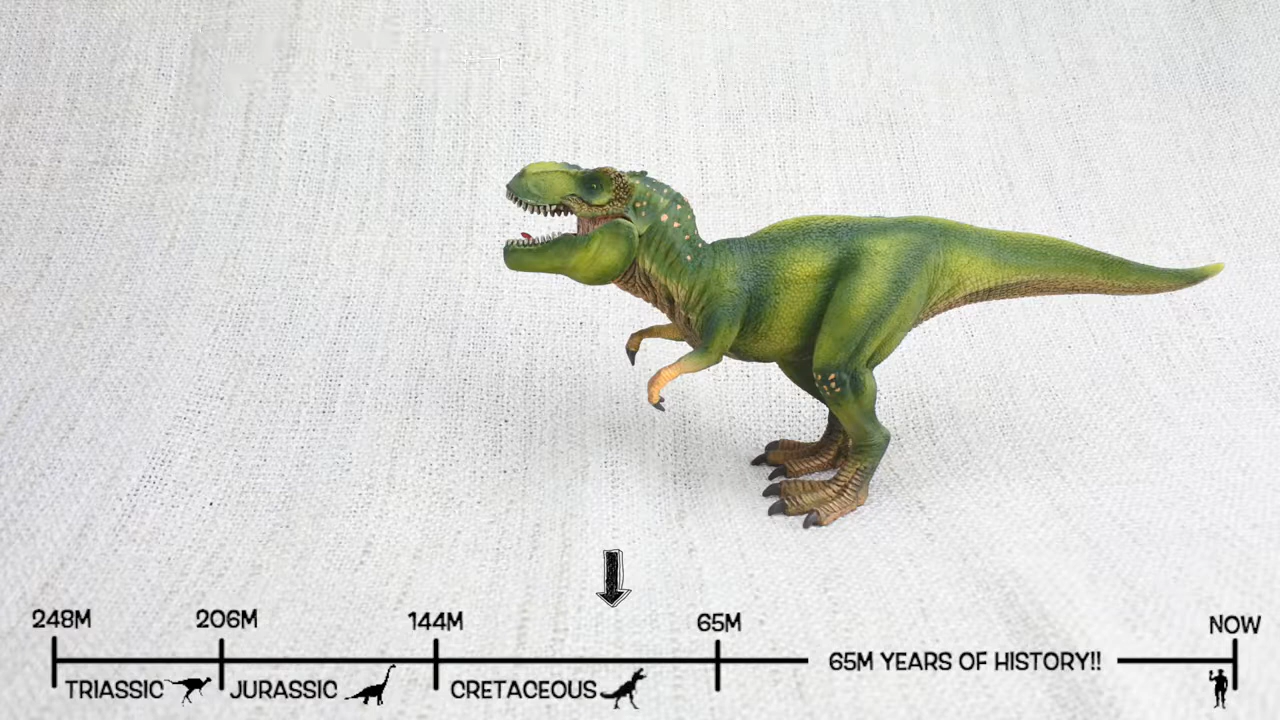 248M
206M
144M
65M
NOW
65M YEARS OF HISTORY!!
TRIASSIC
JURASSIC
CRETACEOUS